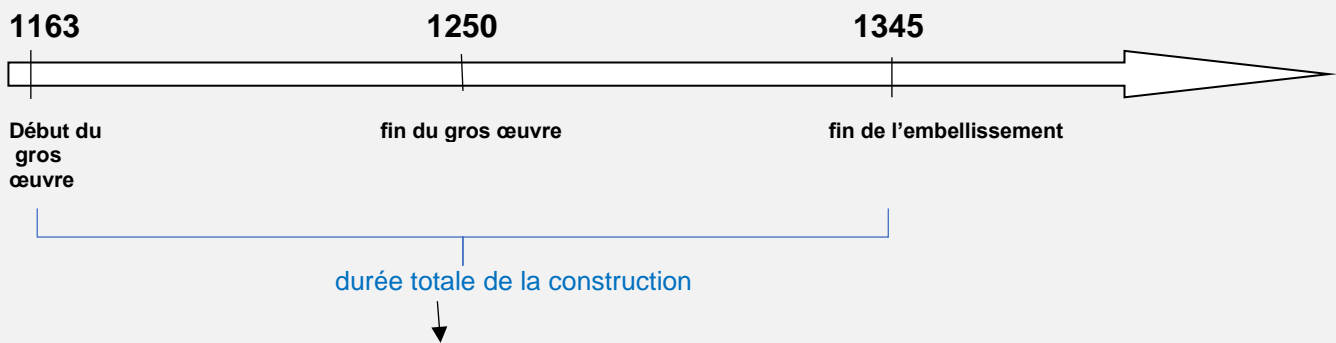 1163 1250 1345
Début du fin du gros œuvre fin de l’embellissement
gros
œuvre
durée totale de la construction